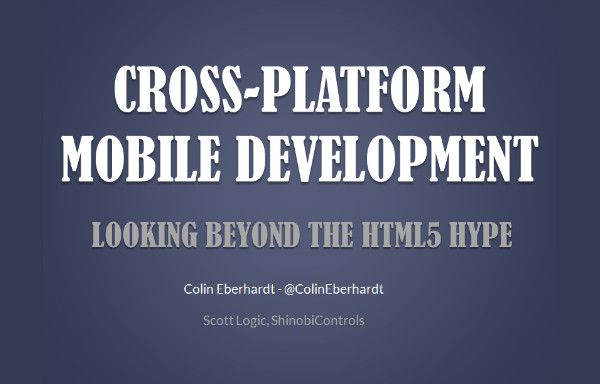 CROSS-PLATFORM
MOBILE DEVELOPMENT
LOOKING BEYOND THE HTML5 HYPE
Colin Eberhardt - @ColinEberhardt
Scott Logic, ShinobiControls